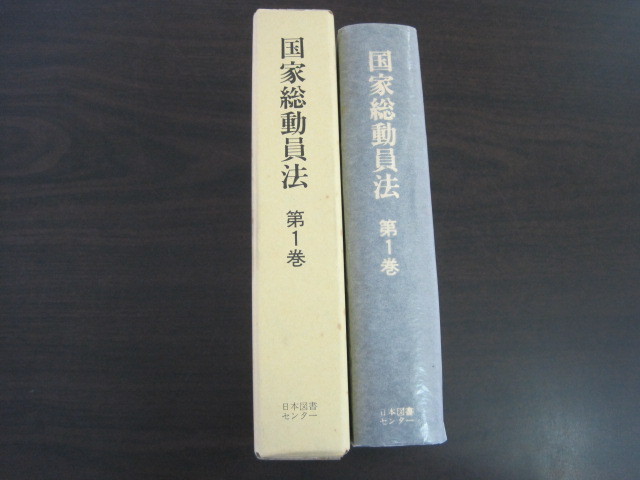 国家総動員法
第1巻
日本図書
センター
国家総動員法
第1巻
日本図書
センター